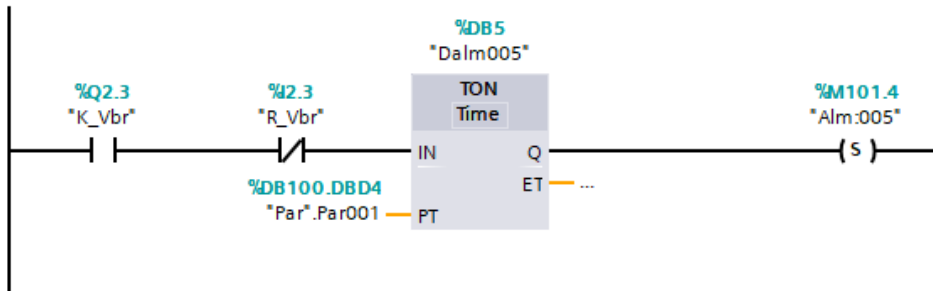 %DB5
"Dalm005"
%Q2.3
"K_Vbr"
%I2.3
"R_Vbr"
TON
Time
%M101.4
"Alm:005"
S
IN
Q
ET
...
%DB100.DBD4
"Par".Par001
PT